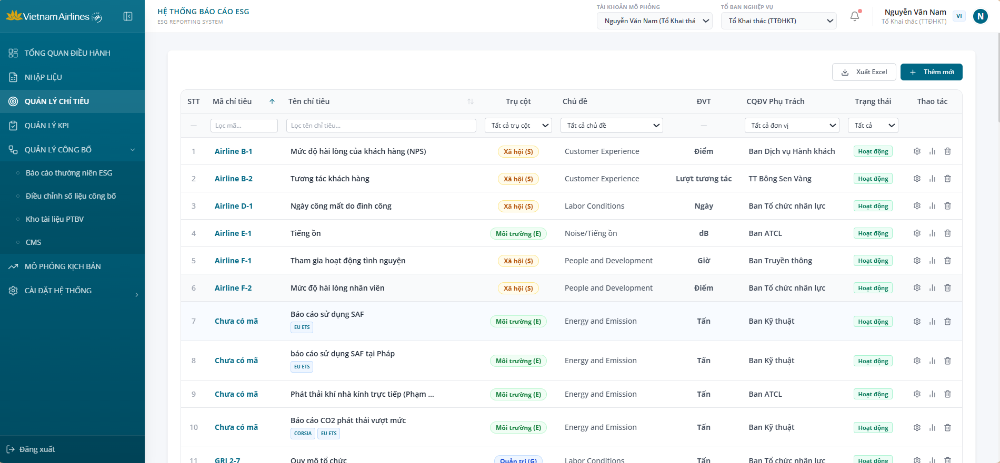 Vietnam Airlines
HỆ THỐNG BÁO CÁO ESG
ESG REPORTING SYSTEM
TÀI KHOẢN MÔ PHỎNG
Nguyễn Văn Nam (Tổ Khai thá
TỔ BAN NGHIỆP VỤ
Tổ Khai thác (TTĐHKT)
Nguyễn Văn Nam
Tổ Khai thác (TTĐHKT)
VI
N
TỔNG QUAN ĐIỀU HÀNH
NHẬP LIỆU
QUẢN LÝ CHỈ TIÊU
QUẢN LÝ KPI
QUẢN LÝ CÔNG BỐ
Báo cáo thường niên ESG
Điều chỉnh số liệu công bố
Kho tài liệu PTBV
CMS
MÔ PHỎNG KỊCH BẢN
CÀI ĐẶT HỆ THỐNG
Đăng xuất
Xuất Excel
Thêm mới
STT Mã chỉ tiêu Tên chỉ tiêu Trụ cột Chủ đề ĐVT CQĐV Phụ Trách Trạng thái Thao tác
— Lọc mã... Lọc tên chỉ tiêu... Tất cả trụ cột Tất cả chủ đề — Tất cả đơn vị Tất cả
1 Airline B-1 Mức độ hài lòng của khách hàng (NPS) Xã hội (S) Customer Experience Điểm Ban Dịch vụ Hành khách Hoạt động
2 Airline B-2 Tương tác khách hàng Xã hội (S) Customer Experience Lượt tương tác TT Bông Sen Vàng Hoạt động
3 Airline D-1 Ngày công mất do đình công Xã hội (S) Labor Conditions Ngày Ban Tổ chức nhân lực Hoạt động
4 Airline E-1 Tiếng ồn Môi trường (E) Noise/Tiếng ồn dB Ban ATCL Hoạt động
5 Airline F-1 Tham gia hoạt động tình nguyện Xã hội (S) People and Development Giờ Ban Truyền thông Hoạt động
6 Airline F-2 Mức độ hài lòng nhân viên Xã hội (S) People and Development Điểm Ban Tổ chức nhân lực Hoạt động
7 Chưa có mã Báo cáo sử dụng SAF Môi trường (E) Energy and Emission Tấn Ban Kỹ thuật Hoạt động
EU ETS
8 Chưa có mã báo cáo sử dụng SAF tại Pháp Môi trường (E) Energy and Emission Tấn Ban Kỹ thuật Hoạt động
EU ETS
9 Chưa có mã Phát thải khí nhà kính trực tiếp (Phạm ... Môi trường (E) Energy and Emission Tấn Ban ATCL Hoạt động
10 Chưa có mã Báo cáo CO2 phát thải vượt mức Môi trường (E) Energy and Emission Tấn Ban Kỹ thuật Hoạt động
CORSIA EU ETS
11 GRI 2-7 Quy mô tổ chức Quản trị (G) Labor Conditions Tấn Ban Tổ chức nhân lực Hoạt động